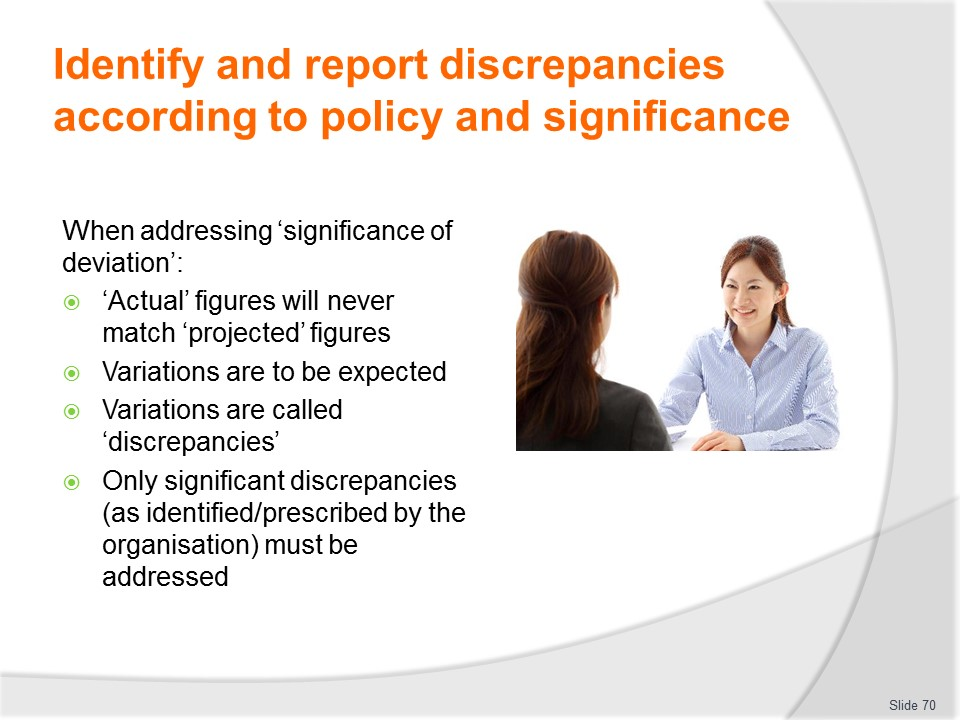 Identify and report discrepancies
according to policy and significance
When addressing ‘significance of
deviation’:
‘Actual’ figures will never
match ‘projected’ figures
Variations are to be expected
Variations are called
‘discrepancies’
Only significant discrepancies
(as identified/prescribed by the
organisation) must be
addressed
Slide 70